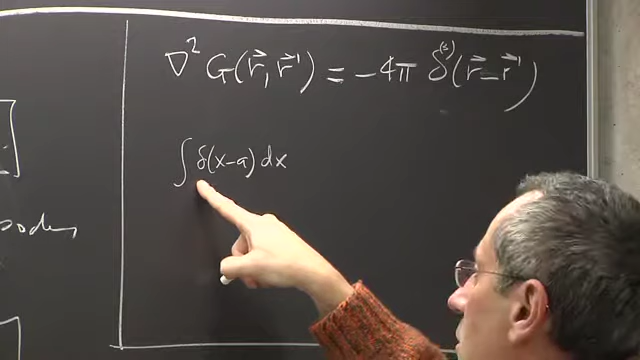 ∇² G(r⃗, r⃗') = -4π δ⁽³⁾(r⃗ - r⃗')
∫ δ(x-a) dx